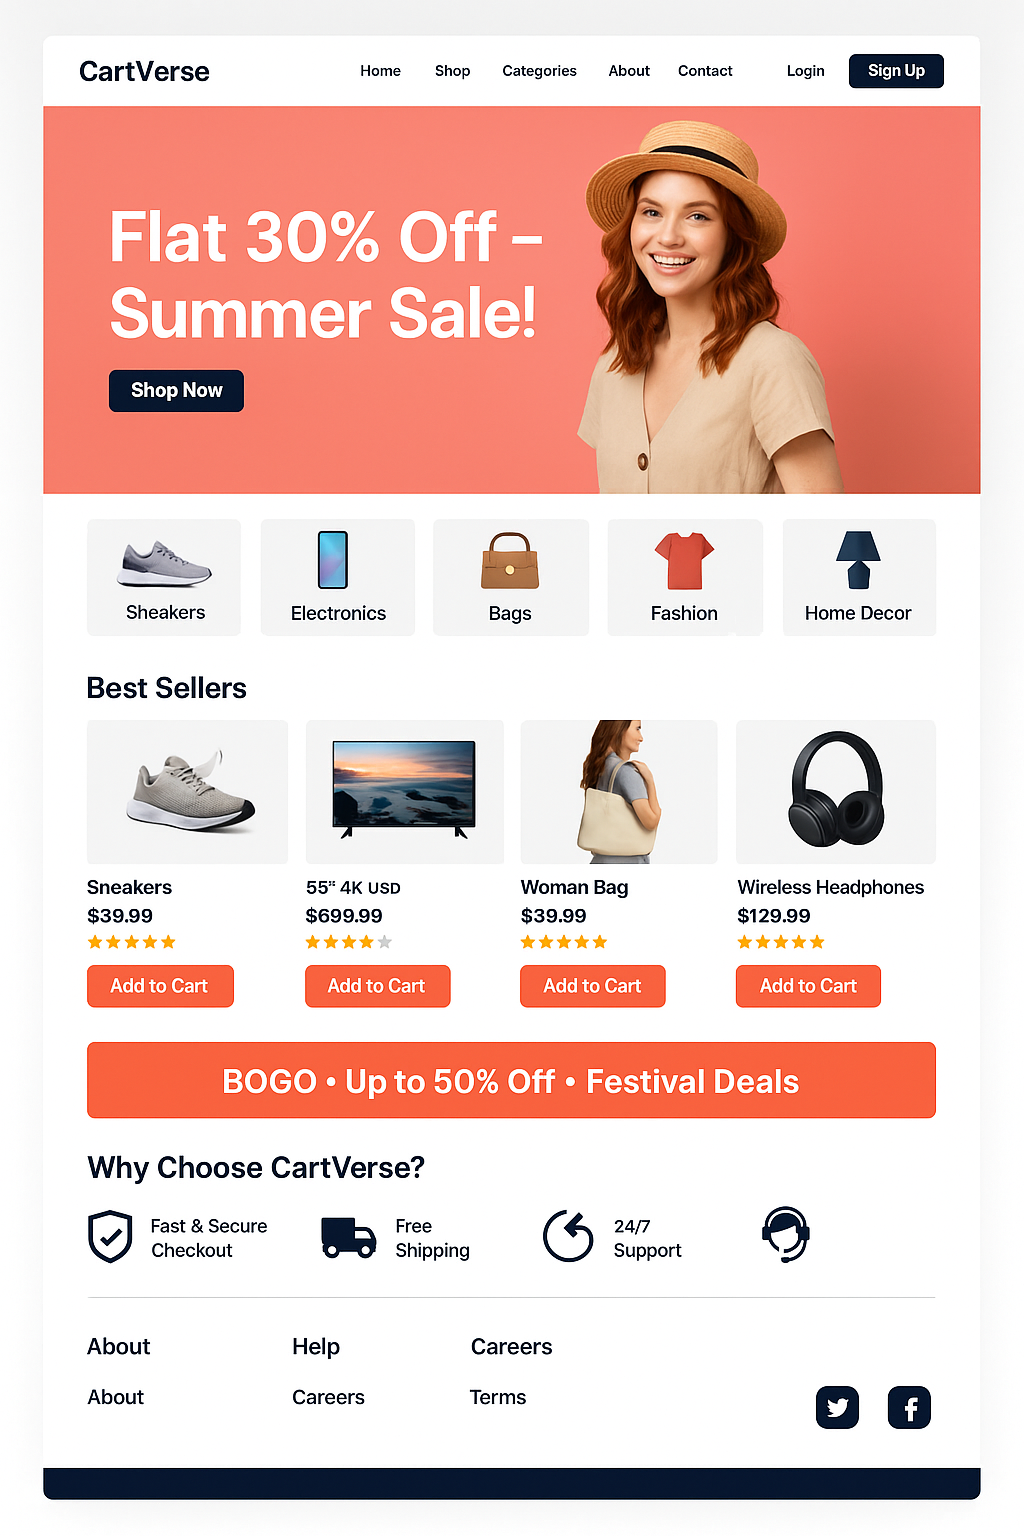 CartVerse Home Shop Categories About Contact Login Sign Up
Flat 30% Off –
Summer Sale!
Shop Now
Sheakers Electronics Bags Fashion Home Decor
Best Sellers
Sneakers 55" 4K USD Woman Bag Wireless Headphones
$39.99 $699.99 $39.99 $129.99
Add to Cart Add to Cart Add to Cart Add to Cart
BOGO • Up to 50% Off • Festival Deals
Why Choose CartVerse?
Fast & Secure
Checkout
Free
Shipping
24/7
Support
About Help Careers
About Careers Terms